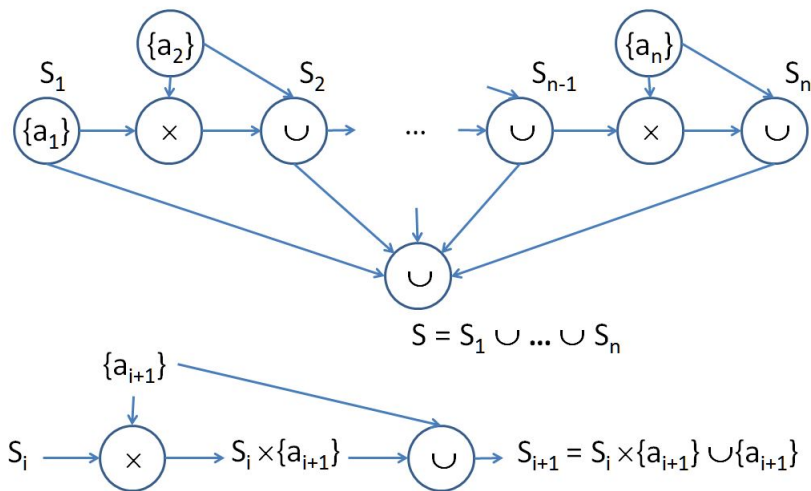 {a₂} {aₙ}
S₁ S₂ Sₙ₋₁ Sₙ
{a₁} × ∪ ... ∪ × ∪
∪
S = S₁ ∪ ... ∪ Sₙ
{aᵢ₊₁}
Sᵢ × Sᵢ ×{aᵢ₊₁} ∪ Sᵢ₊₁ = Sᵢ ×{aᵢ₊₁} ∪{aᵢ₊₁}